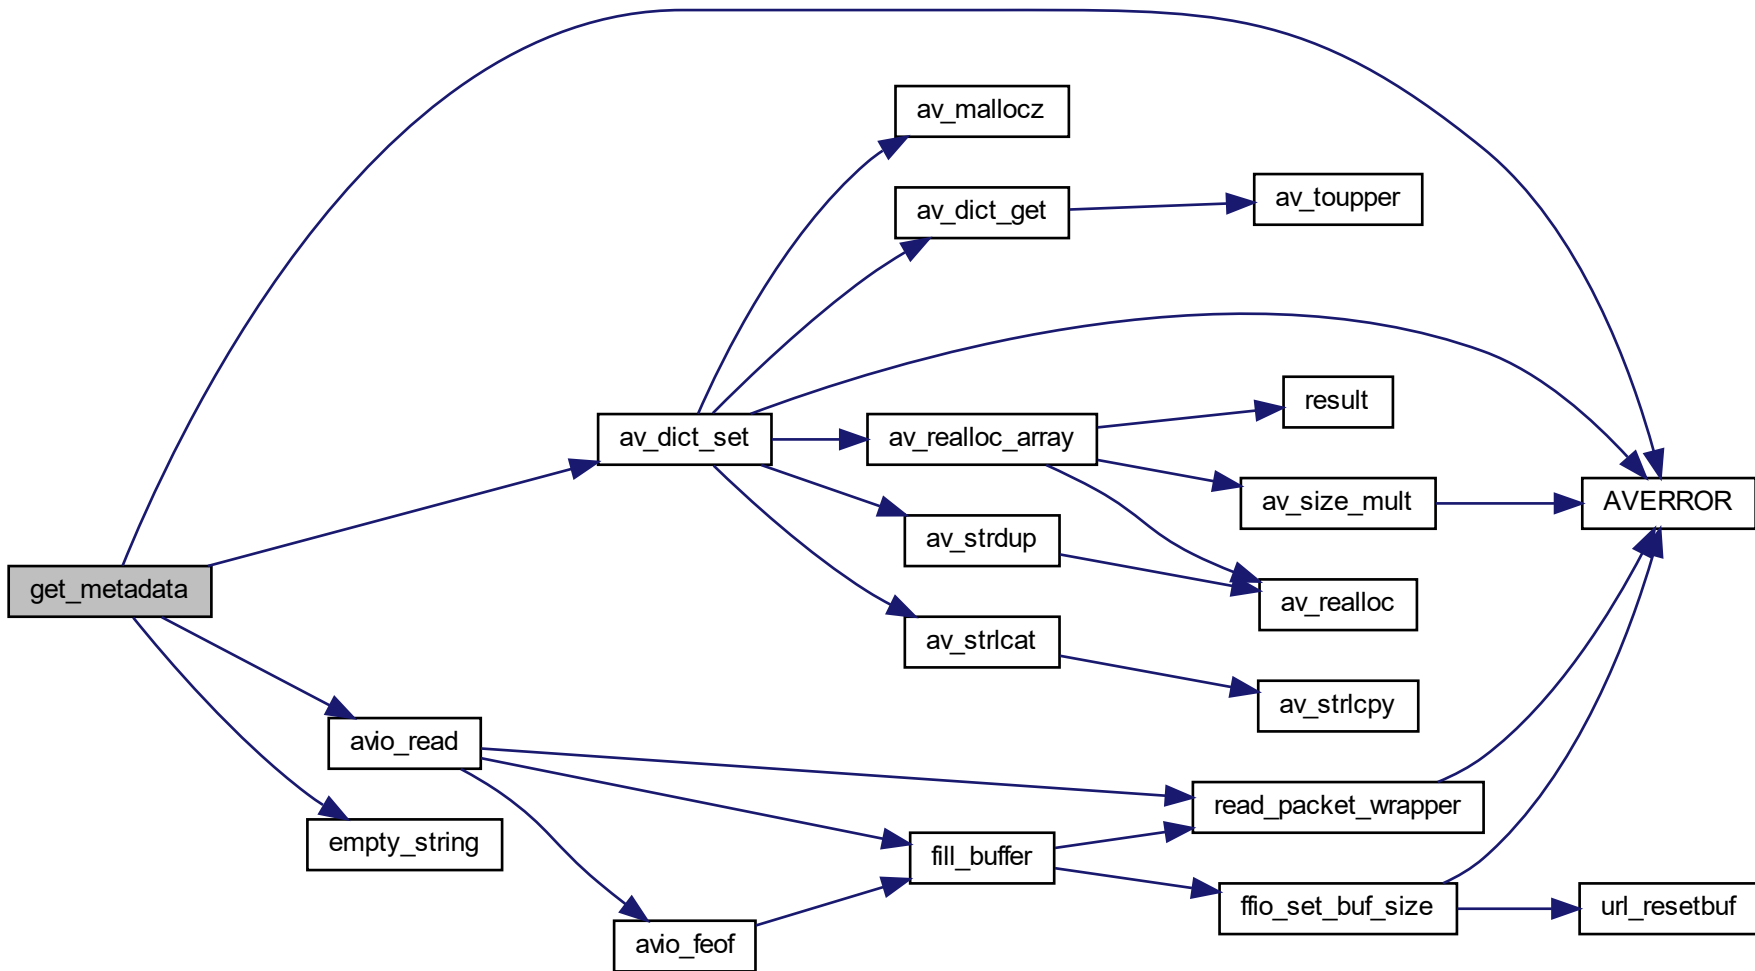 av_mallocz
av_toupper
av_dict_get
result
av_dict_set
av_realloc_array
av_size_mult
AVERROR
av_strdup
get_metadata
av_realloc
av_strlcat
av_strlcpy
avio_read
read_packet_wrapper
empty_string
fill_buffer
ffio_set_buf_size
url_resetbuf
avio_feof